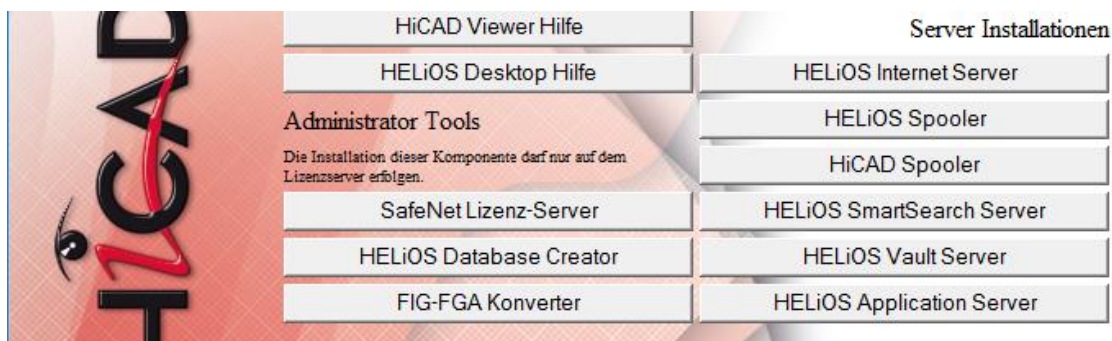 HiCAD
HiCAD Viewer Hilfe
HELiOS Desktop Hilfe
Administrator Tools
Die Installation dieser Komponente darf nur auf dem
Lizenzserver erfolgen.
SafeNet Lizenz-Server
HELiOS Database Creator
FIG-FGA Konverter
Server Installationen
HELiOS Internet Server
HELiOS Spooler
HiCAD Spooler
HELiOS SmartSearch Server
HELiOS Vault Server
HELiOS Application Server